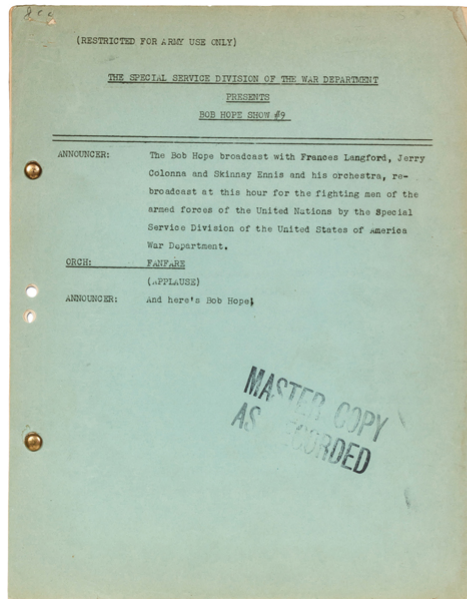 (RESTRICTED FOR ARMY USE ONLY)
THE SPECIAL SERVICE DIVISION OF THE WAR DEPARTMENT
PRESENTS
BOB HOPE SHOW #9
ANNOUNCER: The Bob Hope broadcast with Frances Langford, Jerry
Colonna and Skinnay Ennis and his orchestra, re-
broadcast at this hour for the fighting men of the
armed forces of the United Nations by the Special
Service Division of the United States of America
War Department.
ORCH: FANFARE
(APPLAUSE)
ANNOUNCER: And here's Bob Hope!
MASTER COPY
AS RECORDED